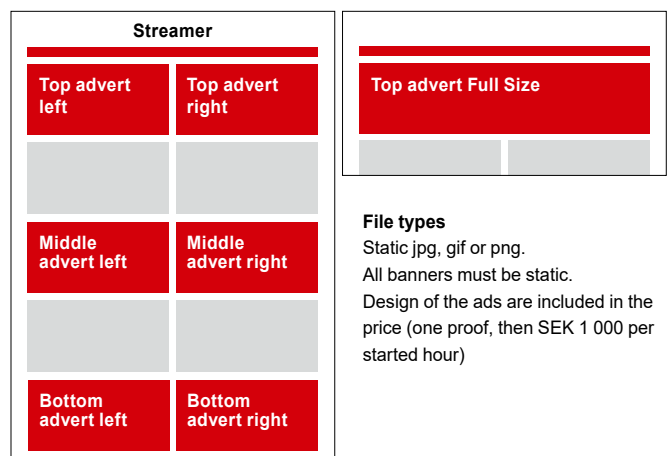 Streamer
Top advert
left
Top advert
right
Middle
advert left
Middle
advert right
Bottom
advert left
Bottom
advert right
Top advert Full Size
File types
Static jpg, gif or png.
All banners must be static.
Design of the ads are included in the
price (one proof, then SEK 1 000 per
started hour)